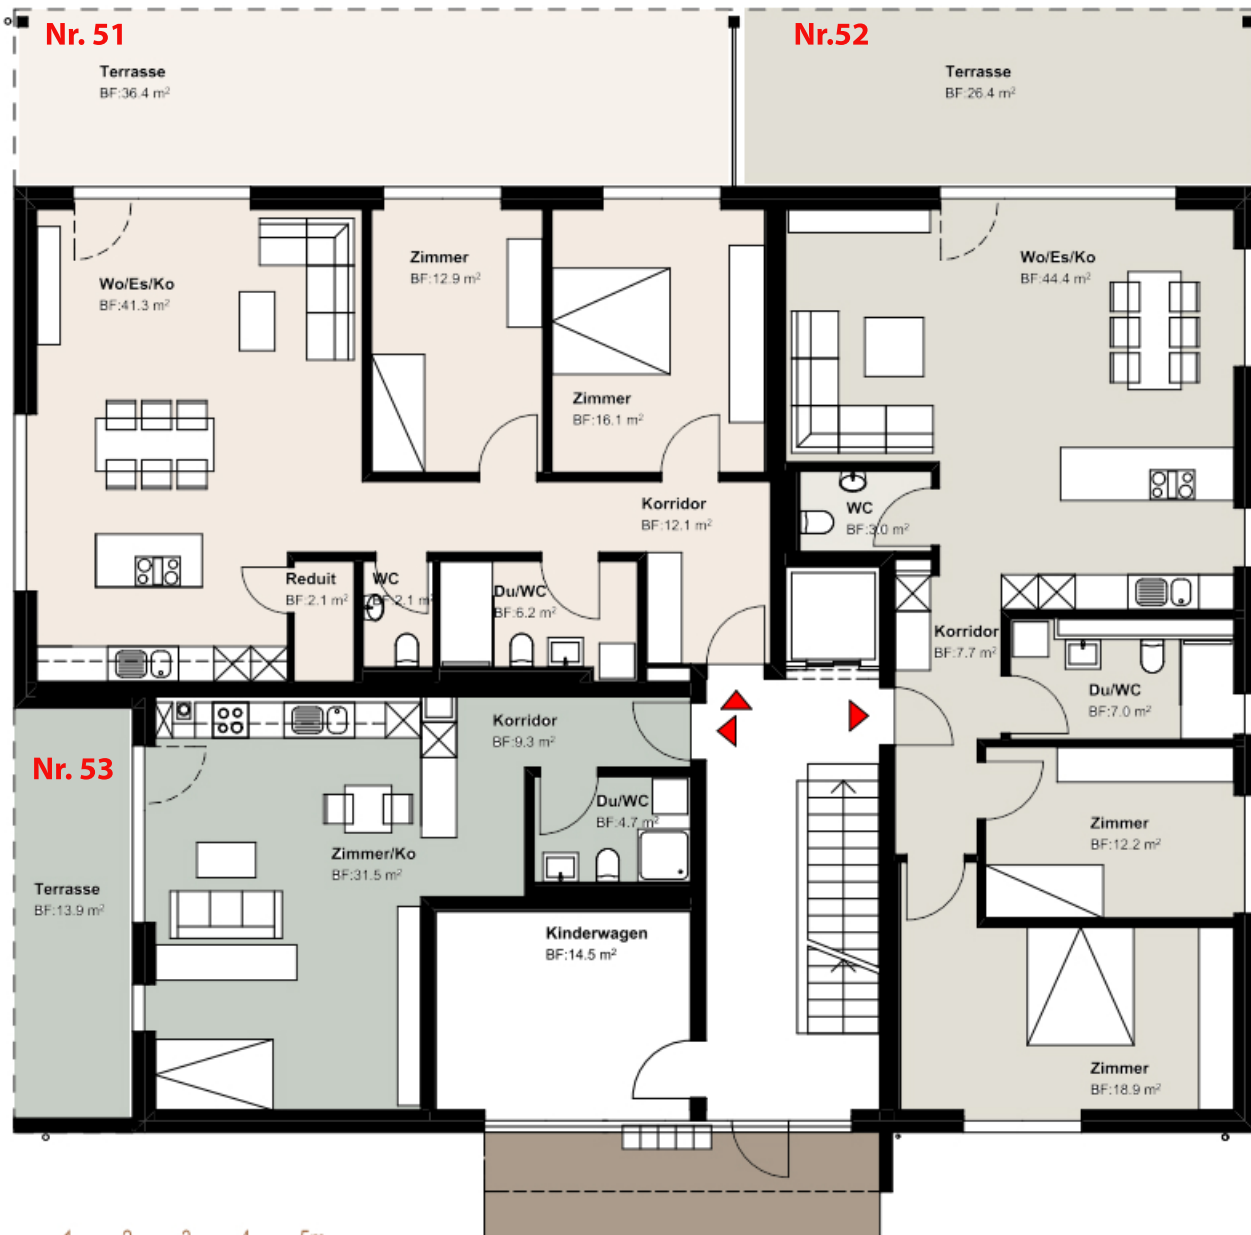 Nr. 51
Terrasse
BF:36.4 m²
Nr.52
Terrasse
BF:26.4 m²
Wo/Es/Ko
BF:41.3 m²
Zimmer
BF:12.9 m²
Zimmer
BF:16.1 m²
Wo/Es/Ko
BF:44.4 m²
Korridor
BF:12.1 m²
WC
BF:3.0 m²
Reduit
BF:2.1 m²
WC
BF:2.1 m²
Du/WC
BF:6.2 m²
Korridor
BF:7.7 m²
Du/WC
BF:7.0 m²
Nr. 53
Korridor
BF:9.3 m²
Du/WC
BF:4.7 m²
Zimmer/Ko
BF:31.5 m²
Terrasse
BF:13.9 m²
Zimmer
BF:12.2 m²
Kinderwagen
BF:14.5 m²
Zimmer
BF:18.9 m²
1 2 3 4 5m